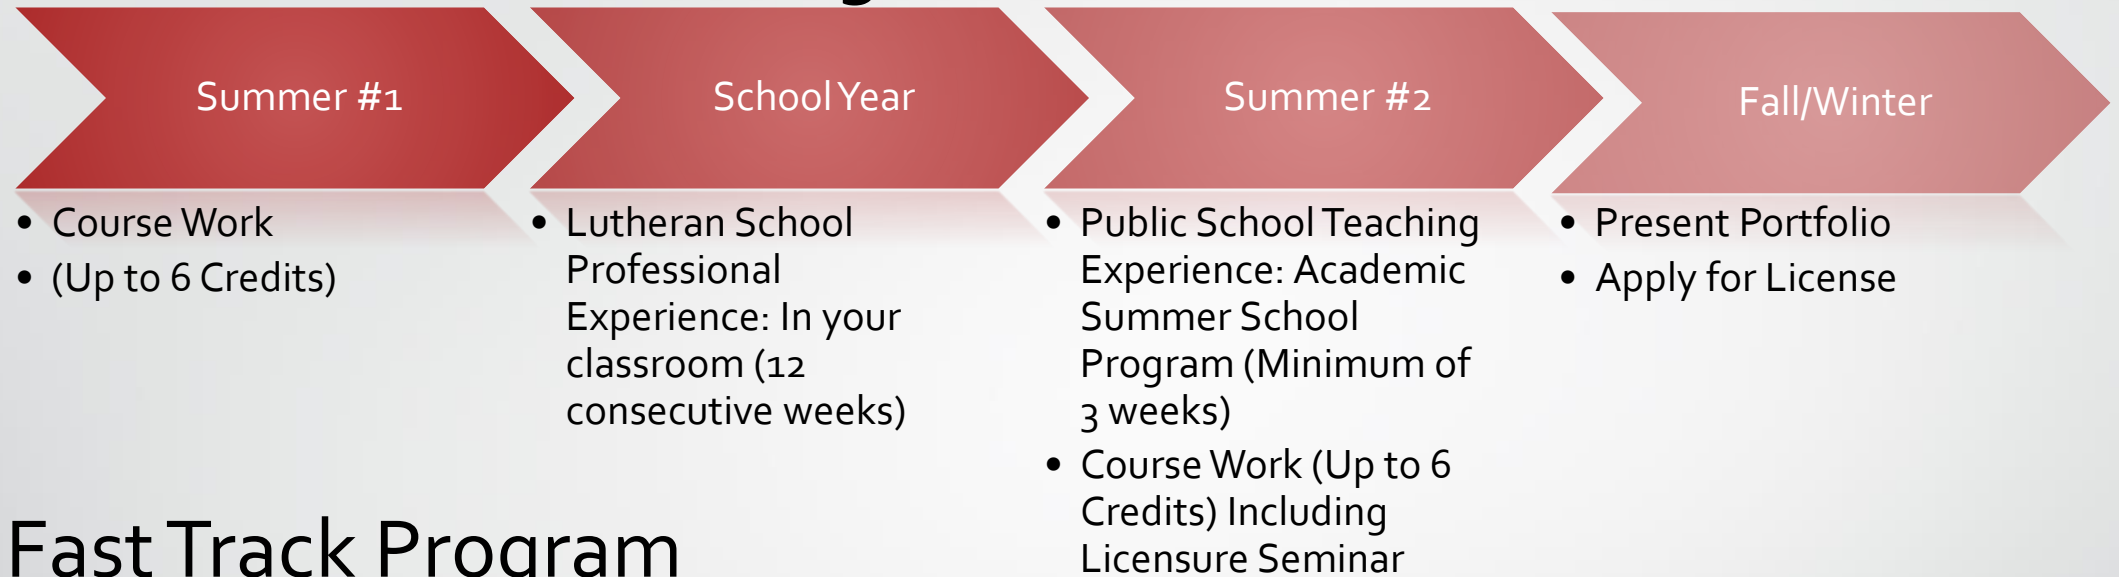 Summer #1
School Year
Summer #2
Fall/Winter
• Course Work
• (Up to 6 Credits)
• Lutheran School
Professional
Experience: In your
classroom (12
consecutive weeks)
• Public School Teaching
Experience: Academic
Summer School
Program (Minimum of
3 weeks)
• Course Work (Up to 6
Credits) Including
Licensure Seminar
• Present Portfolio
• Apply for License
Fast Track Program